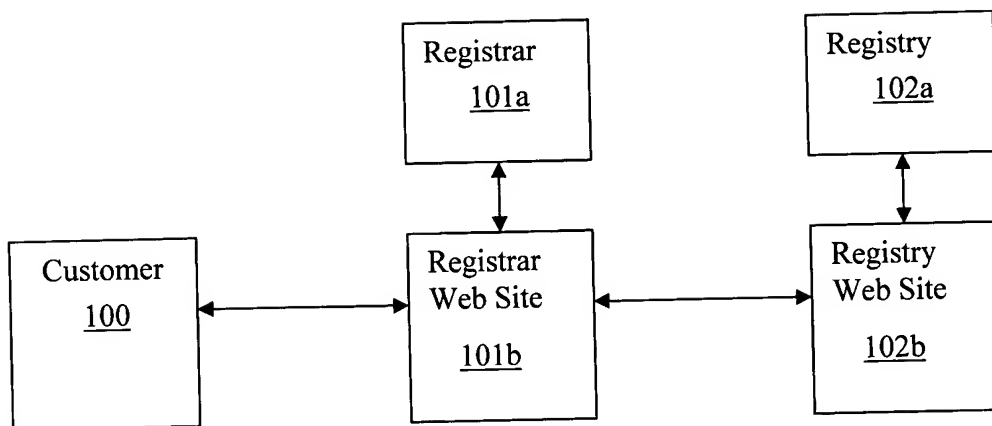 Registrar
101a
Registry
102a
Customer
100
Registrar
Web Site
101b
Registry
Web Site
102b